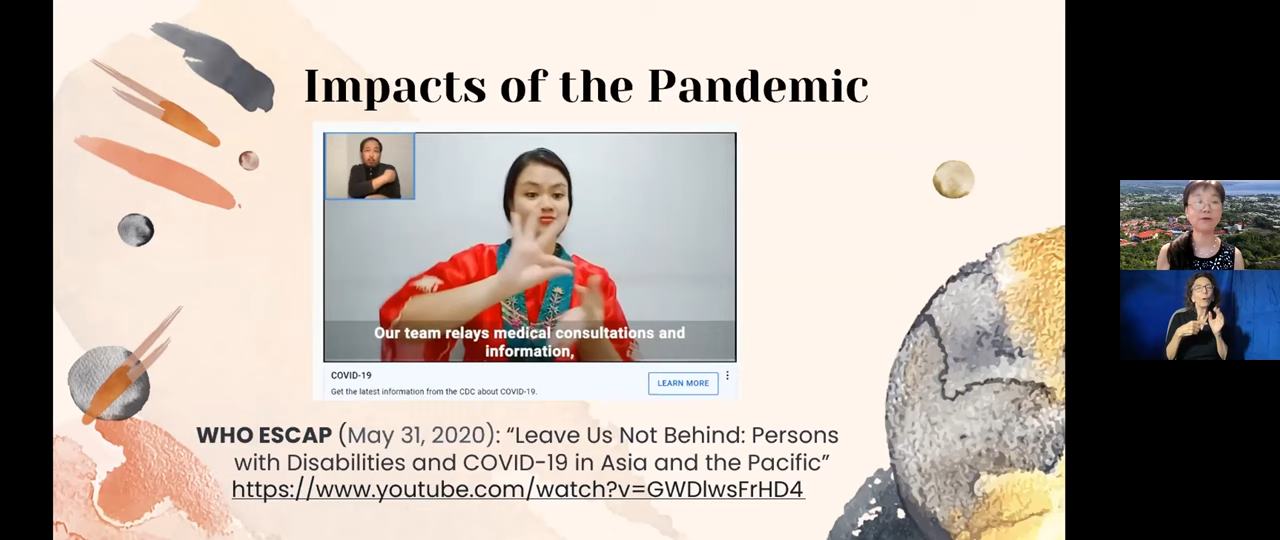 Impacts of the Pandemic
Our team relays medical consultations and
information,
COVID-19
Get the latest information from the CDC about COVID-19.
LEARN MORE
WHO ESCAP (May 31, 2020): “Leave Us Not Behind: Persons
with Disabilities and COVID-19 in Asia and the Pacific”
https://www.youtube.com/watch?v=GWDlwsFrHD4